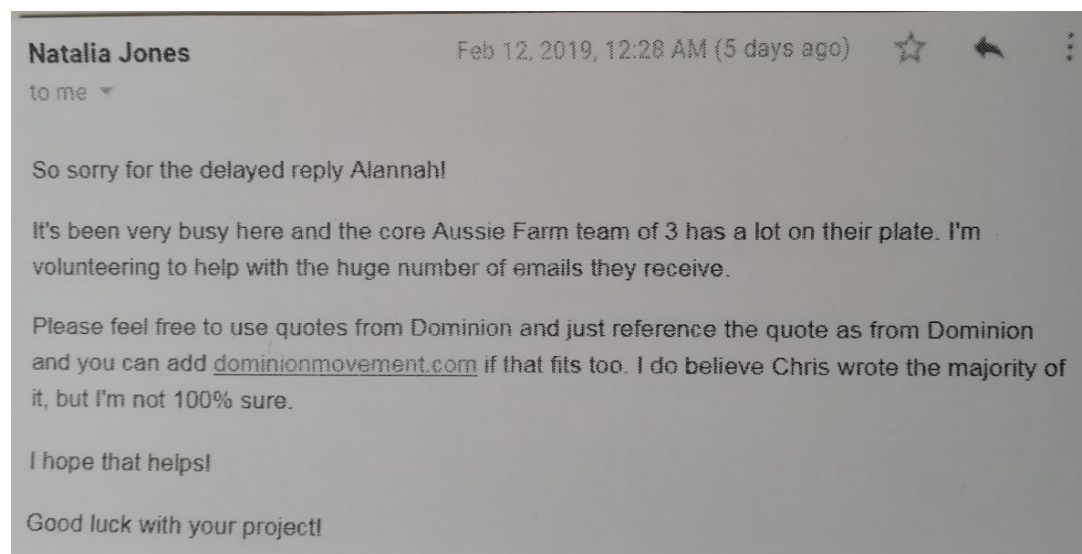 Natalia Jones
Feb 12, 2019, 12:28 AM (5 days ago)
to me
So sorry for the delayed reply Alannah!
It's been very busy here and the core Aussie Farm team of 3 has a lot on their plate. I'm
volunteering to help with the huge number of emails they receive.
Please feel free to use quotes from Dominion and just reference the quote as from Dominion
and you can add dominionmovement.com if that fits too. I do believe Chris wrote the majority of
it, but I'm not 100% sure.
I hope that helps!
Good luck with your project!